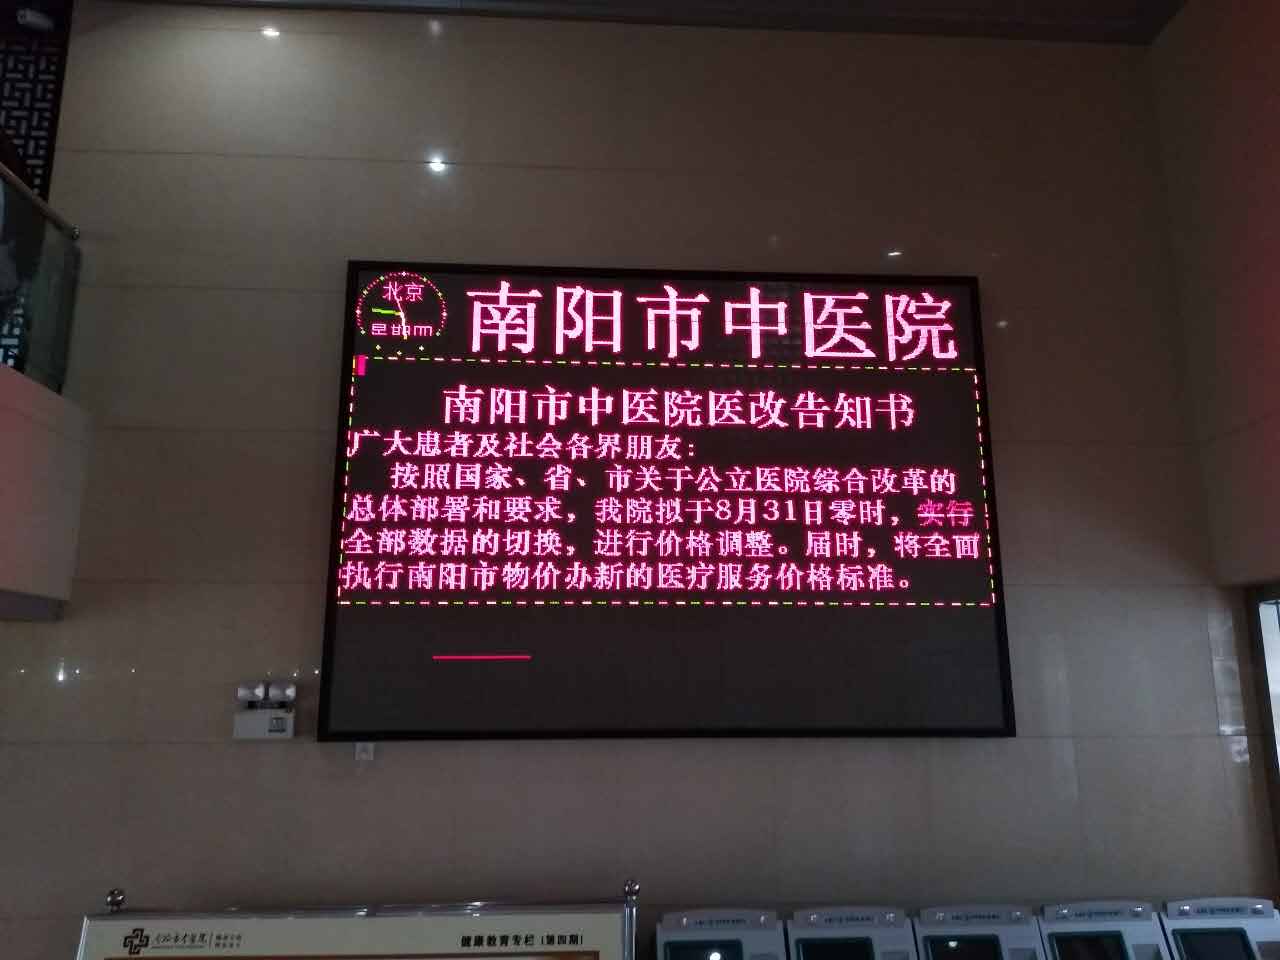 北京
星期四
南阳市中医院
南阳市中医院医改告知书
广大患者及社会各界朋友：
按照国家、省、市关于公立医院综合改革的
总体部署和要求，我院拟于8月31日零时，实行
全部数据的切换，进行价格调整。届时，将全面
执行南阳市物价办新的医疗服务价格标准。
健康教育专栏（第四期）